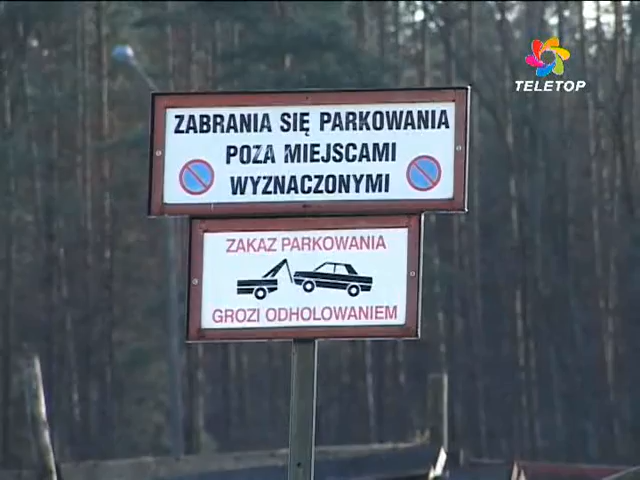 TELETOP
ZABRANIA SIĘ PARKOWANIA
POZA MIEJSCAMI
WYZNACZONYMI
ZAKAZ PARKOWANIA
GROZI ODHOLOWANIEM